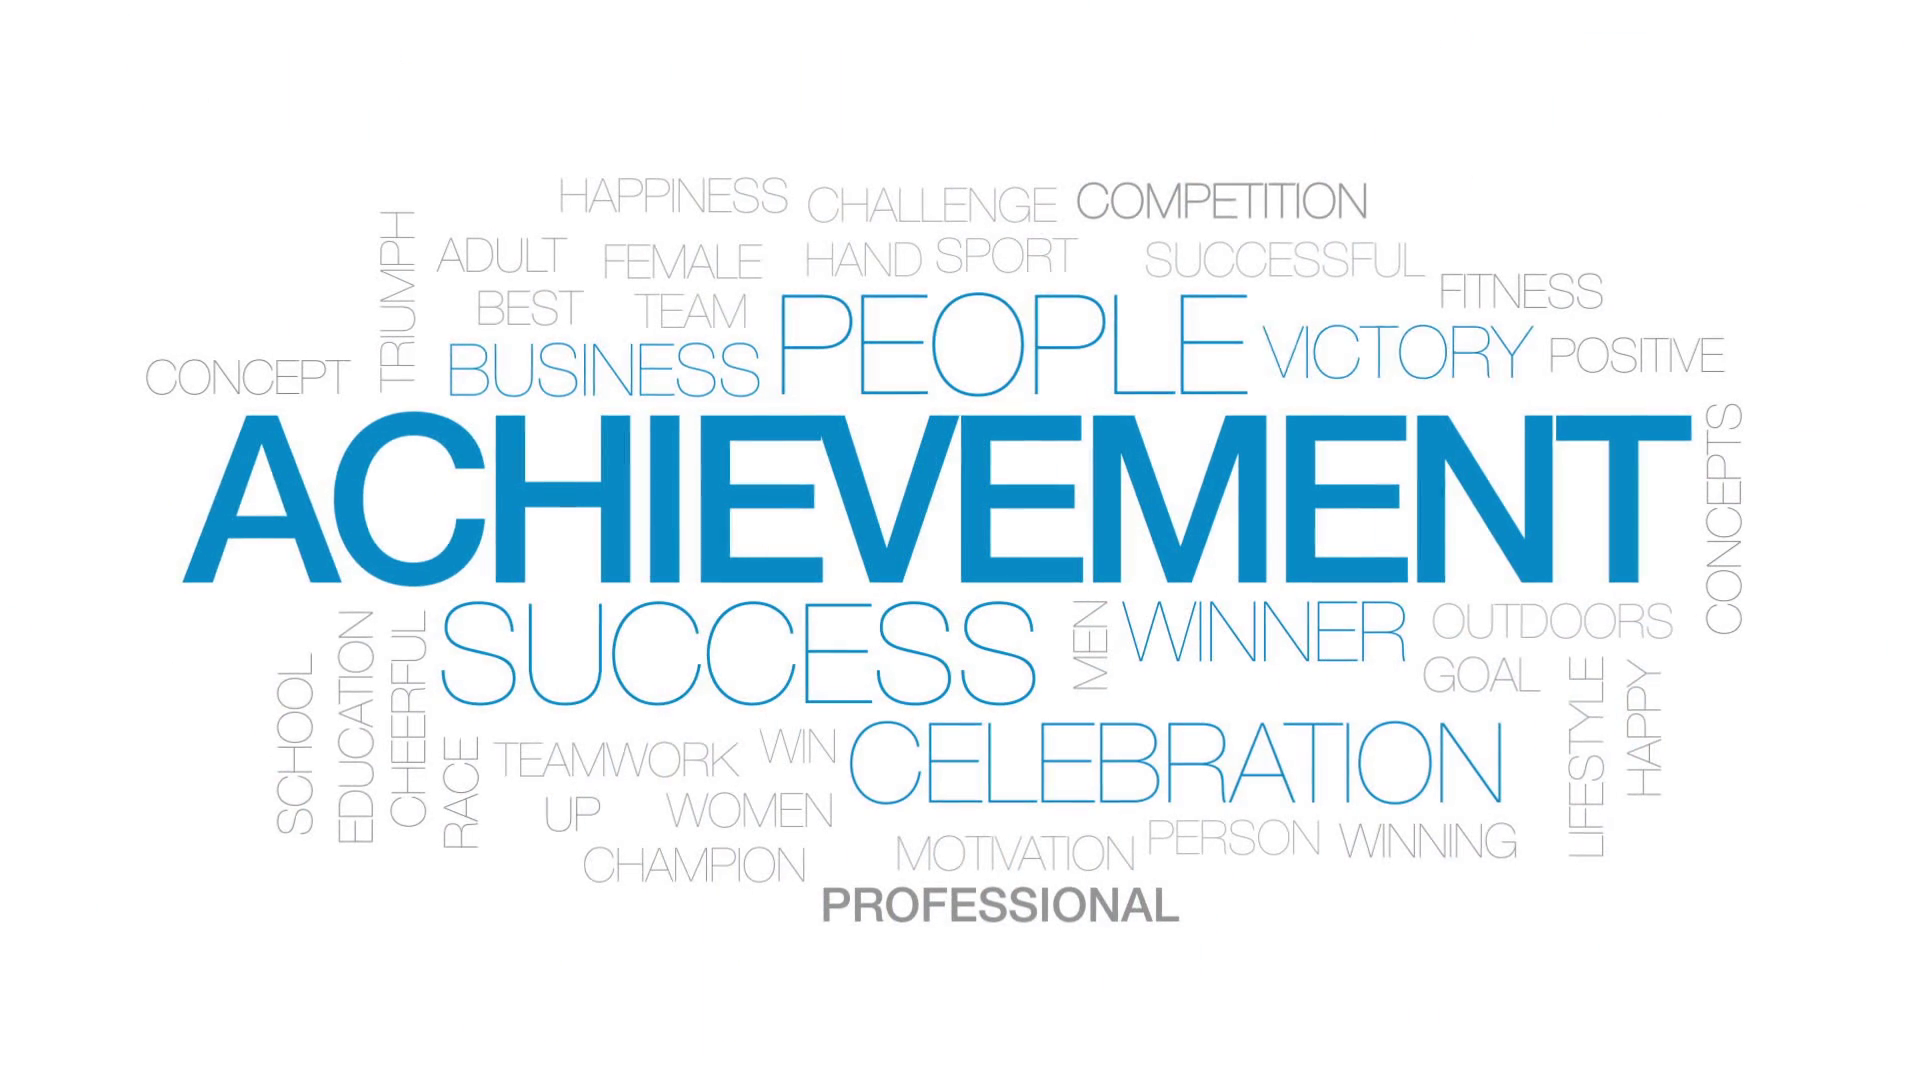 HAPPINESS CHALLENGE COMPETITION
TRIUMPH
ADULT FEMALE HAND SPORT SUCCESSFUL
FITNESS
BEST TEAM PEOPLE
CONCEPT BUSINESS VICTORY POSITIVE
ACHIEVEMENT
CONCEPTS
SUCCESS MEN WINNER OUTDOORS
GOAL
SCHOOL
EDUCATION
CHEERFUL
RACE
TEAMWORK WIN CELEBRATION
LIFESTYLE
HAPPY
UP WOMEN
CHAMPION MOTIVATION PERSON WINNING
PROFESSIONAL